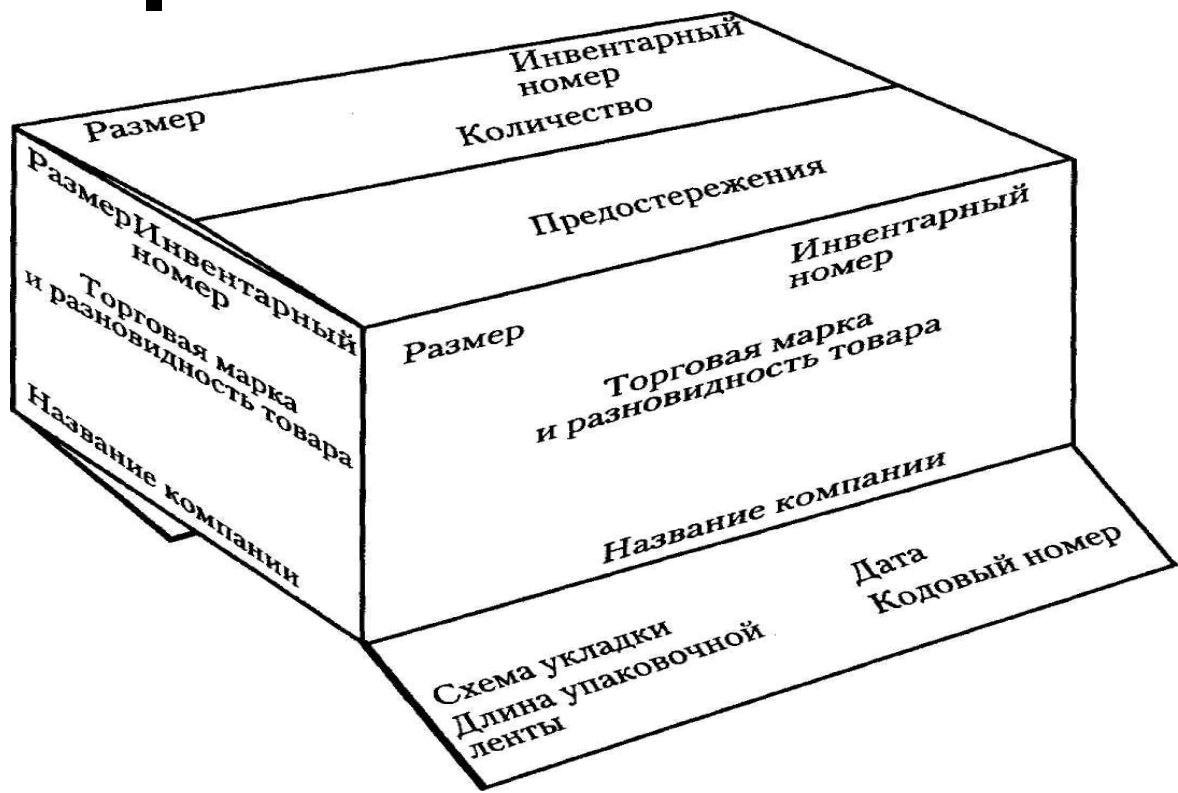 Размер
Инвентарный
номер
Количество
Предостережения
Размер
Инвентарный
номер
Торговая марка
и разновидность товара
Название компании
Размер
Инвентарный
номер
Торговая марка
и разновидность товара
Название компании
Схема укладки
Длина упаковочной
ленты
Дата
Кодовый номер